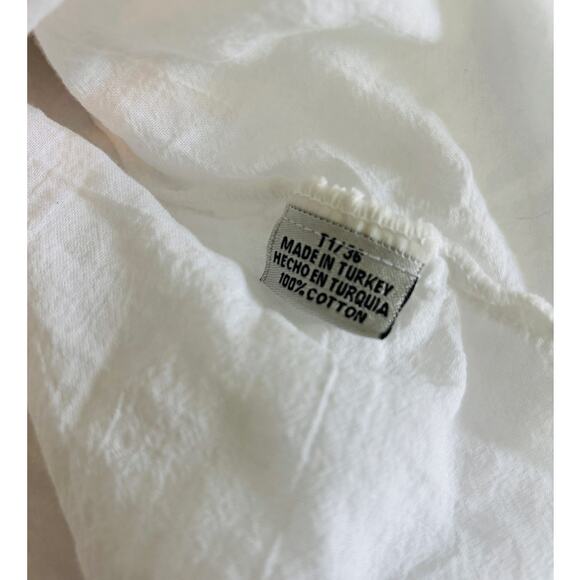 T1/36
MADE IN TURKEY
HECHO EN TURQUIA
100% COTTON